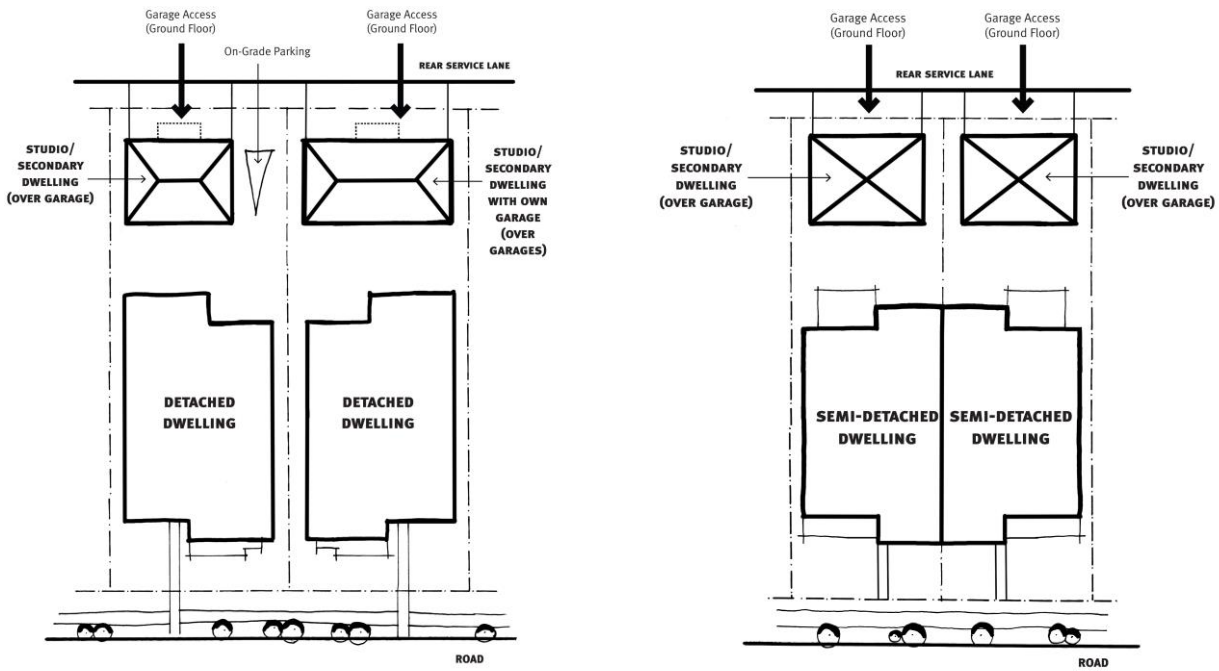 Garage Access
(Ground Floor)
Garage Access
(Ground Floor)
On-Grade Parking
REAR SERVICE LANE
STUDIO/
SECONDARY
DWELLING
(OVER GARAGE)
STUDIO/
SECONDARY
DWELLING
WITH OWN
GARAGE
(OVER
GARAGES)
DETACHED
DWELLING
DETACHED
DWELLING
ROAD
Garage Access
(Ground Floor)
Garage Access
(Ground Floor)
REAR SERVICE LANE
STUDIO/
SECONDARY
DWELLING
(OVER GARAGE)
STUDIO/
SECONDARY
DWELLING
(OVER GARAGE)
SEMI-DETACHED
DWELLING
SEMI-DETACHED
DWELLING
ROAD